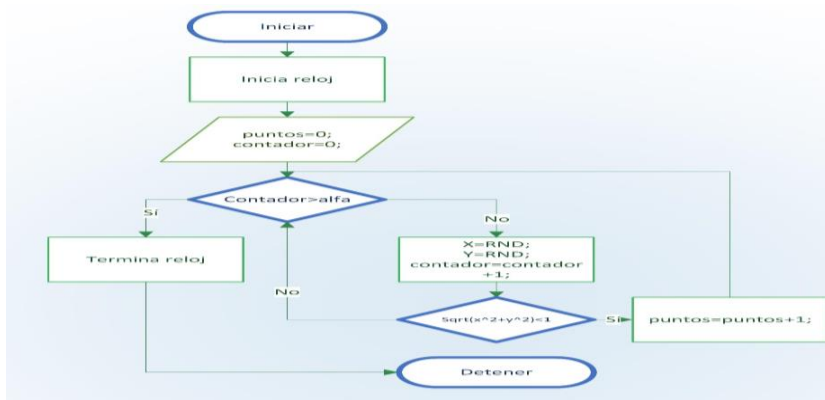 Iniciar
Inicia reloj
puntos=0;
contador=0;
Contador>alfa
Sí
No
Termina reloj
X=RND;
Y=RND;
contador=contador
+1;
No
Sqrt(x^2+y^2)<1
Sí
puntos=puntos+1;
Detener